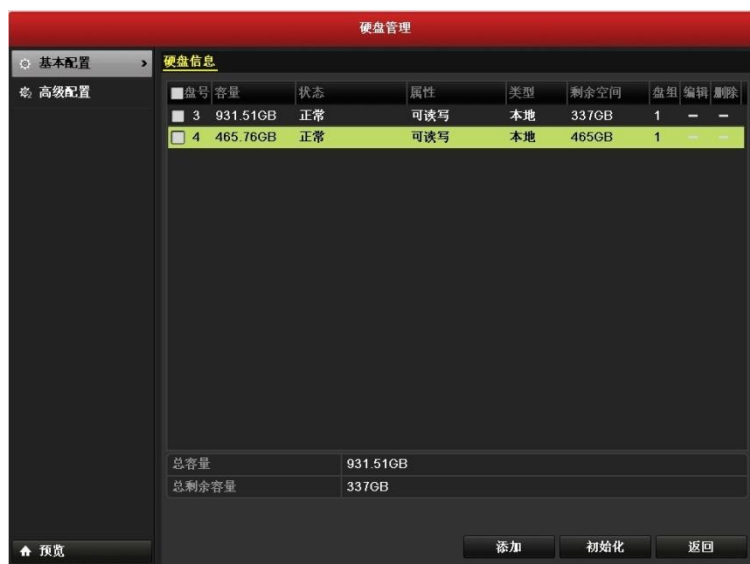 硬盘管理
基本配置
高级配置
硬盘信息
盘号 容量 状态 属性 类型 剩余空间 盘组 编辑 删除
3 931.51GB 正常 可读写 本地 337GB 1 — —
4 465.76GB 正常 可读写 本地 465GB 1 — —
总容量 931.51GB
总剩余容量 337GB
添加 初始化 返回
预览